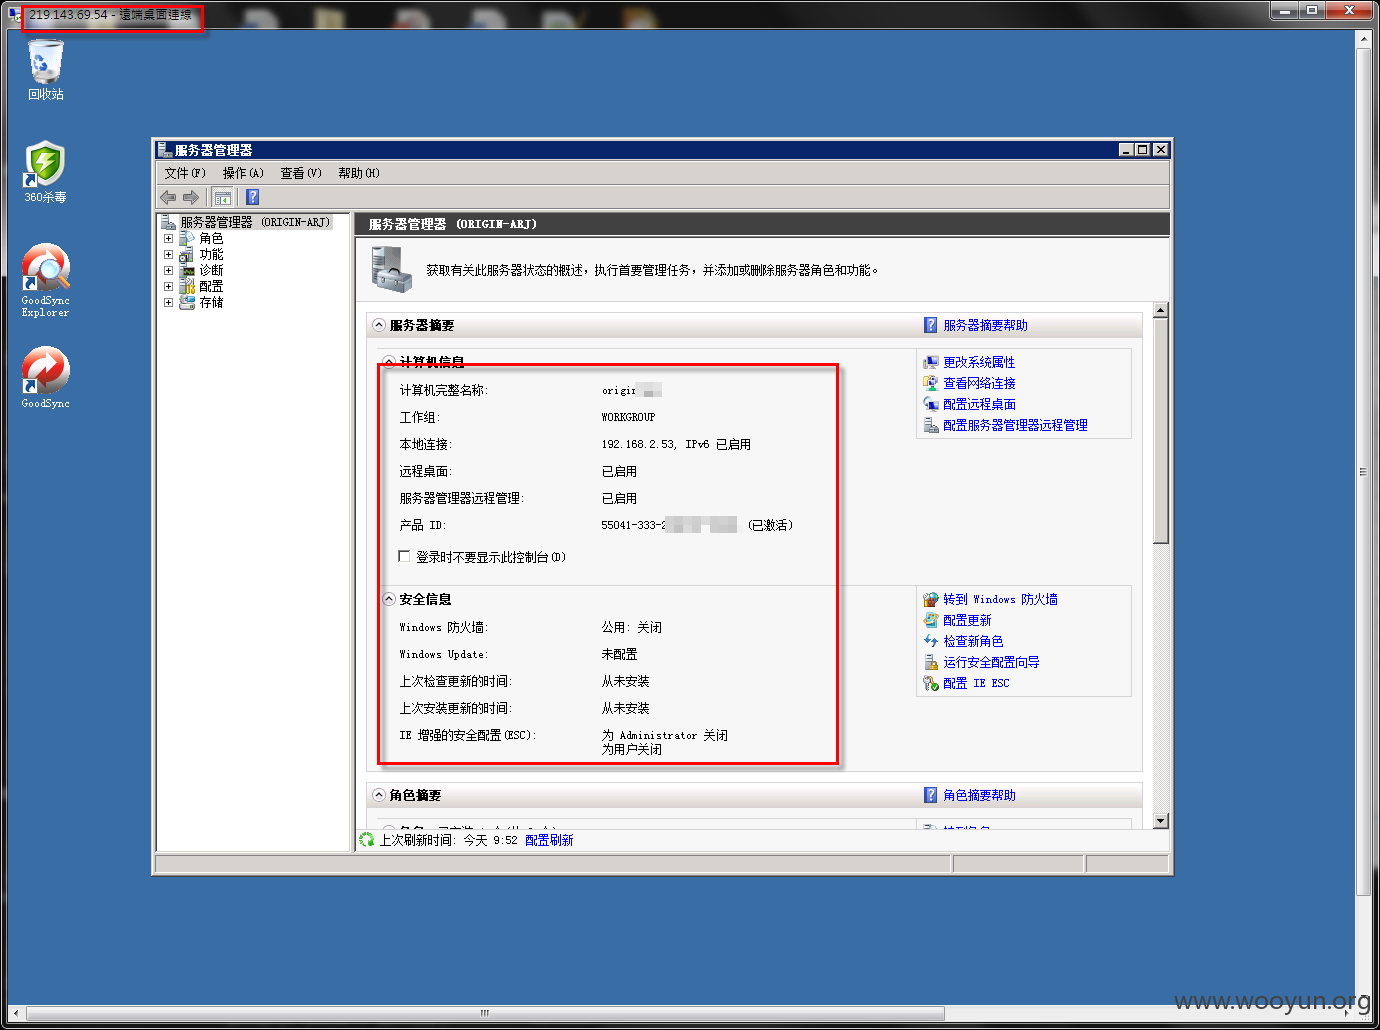 219.143.69.54 - 遠端桌面連線
回收站
360杀毒
GoodSync
Explorer
GoodSync
服务器管理器
文件(F) 操作(A) 查看(V) 帮助(H)
服务器管理器 (ORIGIN-ARJ)
角色
功能
诊断
配置
存储
服务器管理器 (ORIGIN-ARJ)
获取有关此服务器状态的概述，执行首要管理任务，并添加或删除服务器角色和功能。
服务器摘要
服务器摘要帮助
计算机信息
计算机完整名称: origin
工作组: WORKGROUP
本地连接: 192.168.2.53, IPv6 已启用
远程桌面: 已启用
服务器管理器远程管理: 已启用
产品 ID: 55041-333-2 (已激活)
登录时不要显示此控制台(D)
更改系统属性
查看网络连接
配置远程桌面
配置服务器管理器远程管理
安全信息
Windows 防火墙: 公用: 关闭
Windows Update: 未配置
上次检查更新的时间: 从未安装
上次安装更新的时间: 从未安装
IE 增强的安全配置(ESC): 为 Administrator 关闭
为用户关闭
转到 Windows 防火墙
配置更新
检查新角色
运行安全配置向导
配置 IE ESC
角色摘要
角色摘要帮助
上次刷新时间: 今天 9:52 配置刷新
www.wooyun.org